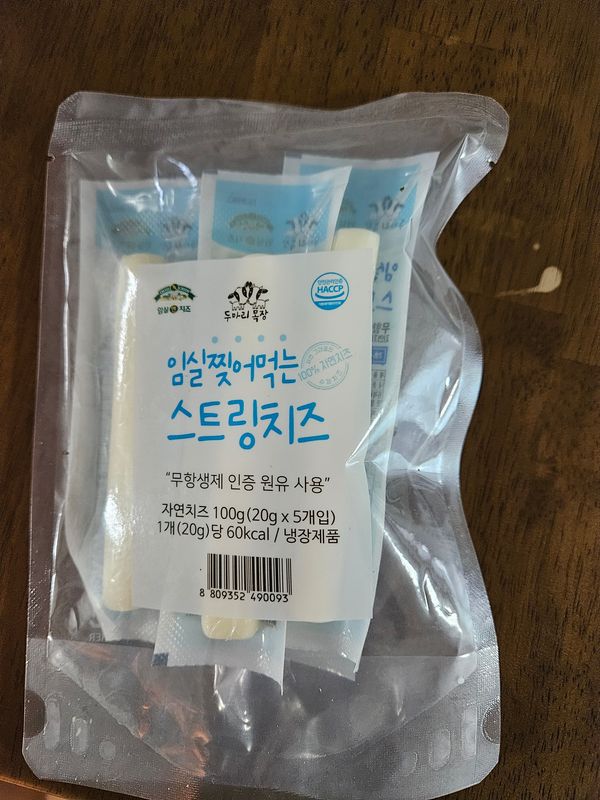 임실치즈
두마리목장
HACCP
임실찢어먹는
100% 자연치즈
스트링치즈
“무항생제 인증 원유 사용”
자연치즈 100g(20g x 5개입)
1개(20g)당 60kcal / 냉장제품
8 809352 490093